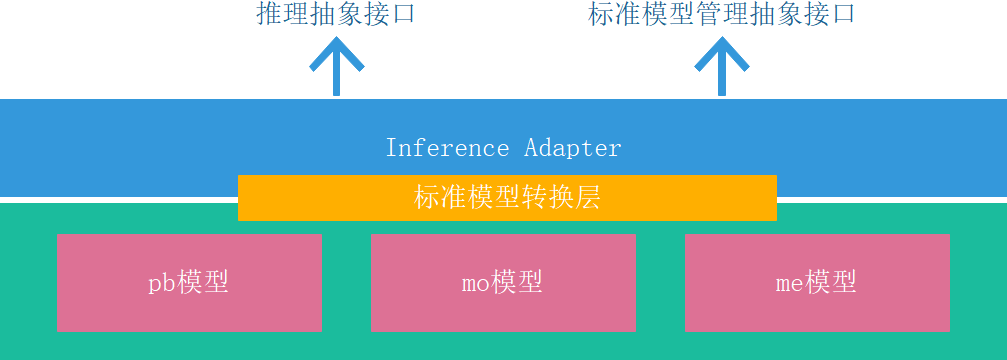 推理抽象接口
标准模型管理抽象接口
Inference Adapter
标准模型转换层
pb模型
mo模型
me模型